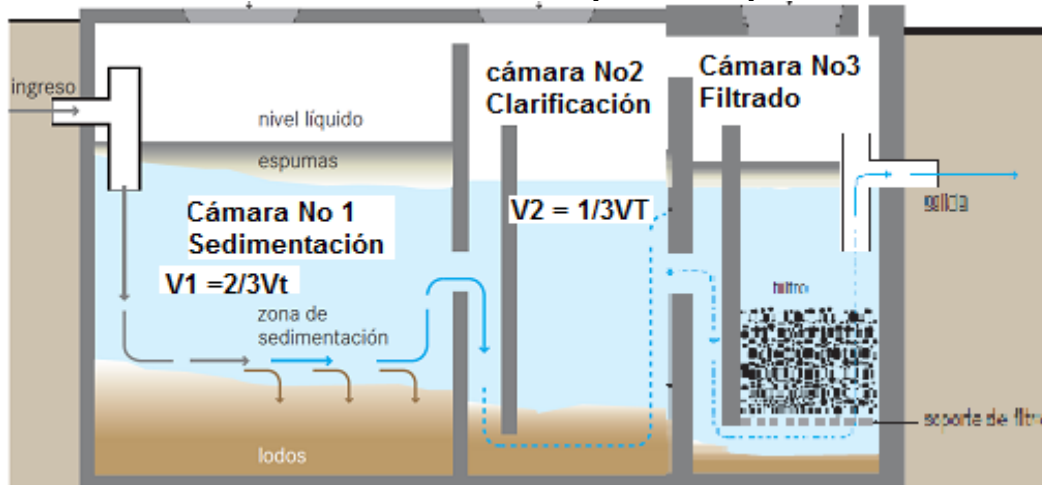 ingreso
nivel líquido
espumas
Cámara No 1
Sedimentación
V1 =2/3Vt
zona de
sedimentación
lodos
cámara No2
Clarificación
V2 = 1/3VT
Cámara No3
Filtrado
salida
filtro
soporte de filtro